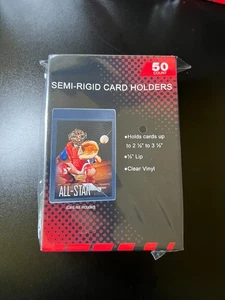 50
COUNT
SEMI-RIGID CARD HOLDERS
•Holds cards up
to 2 ½" to 3 ½"
•½" Lip
•Clear Vinyl
ALL-STAR